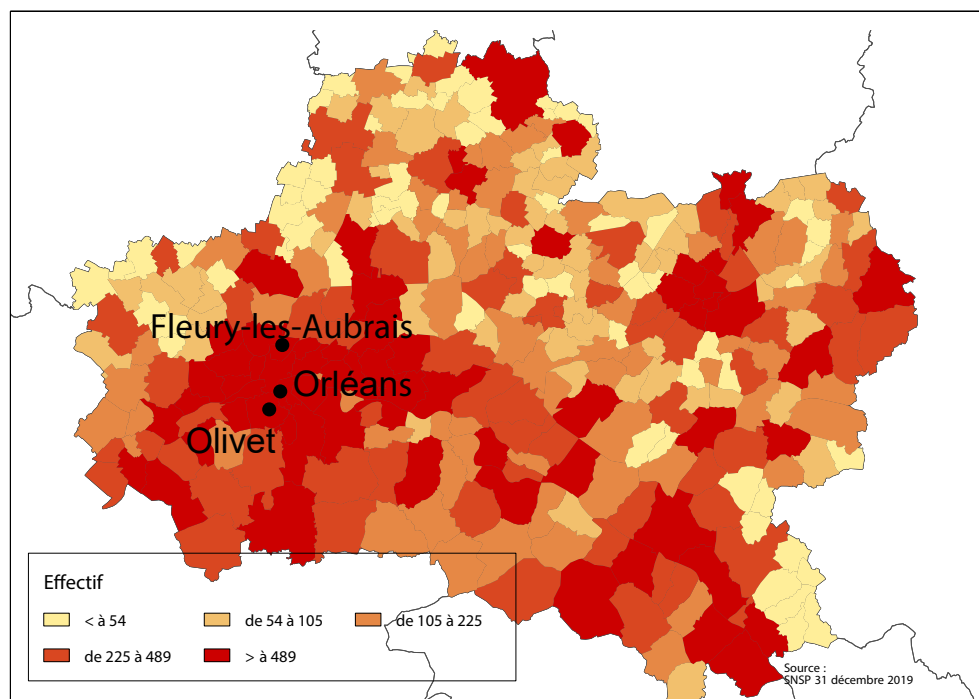 Fleury-les-Aubrais
Orléans
Olivet
Effectif
< à 54
de 54 à 105
de 105 à 225
de 225 à 489
> à 489
Source :
SNSP 31 décembre 2019